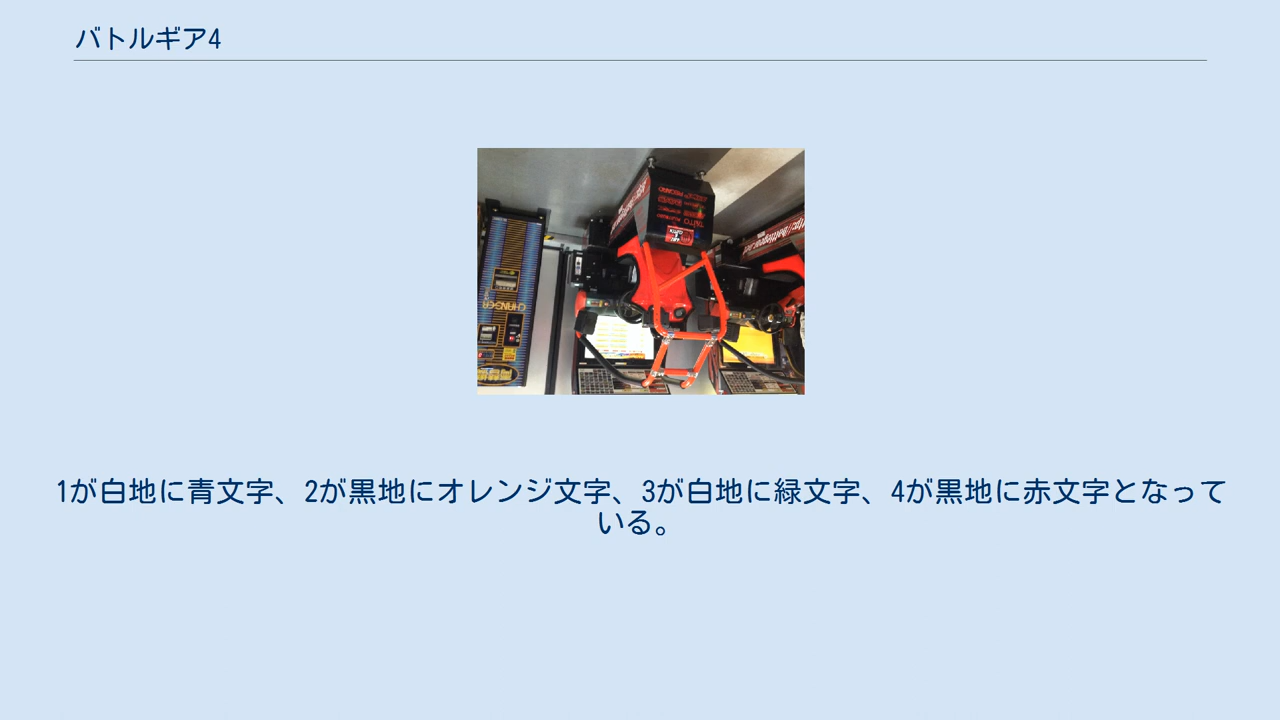 バトルギア4
CHANGER
TAITO
1が白地に青文字、2が黒地にオレンジ文字、3が白地に緑文字、4が黒地に赤文字となって
いる。